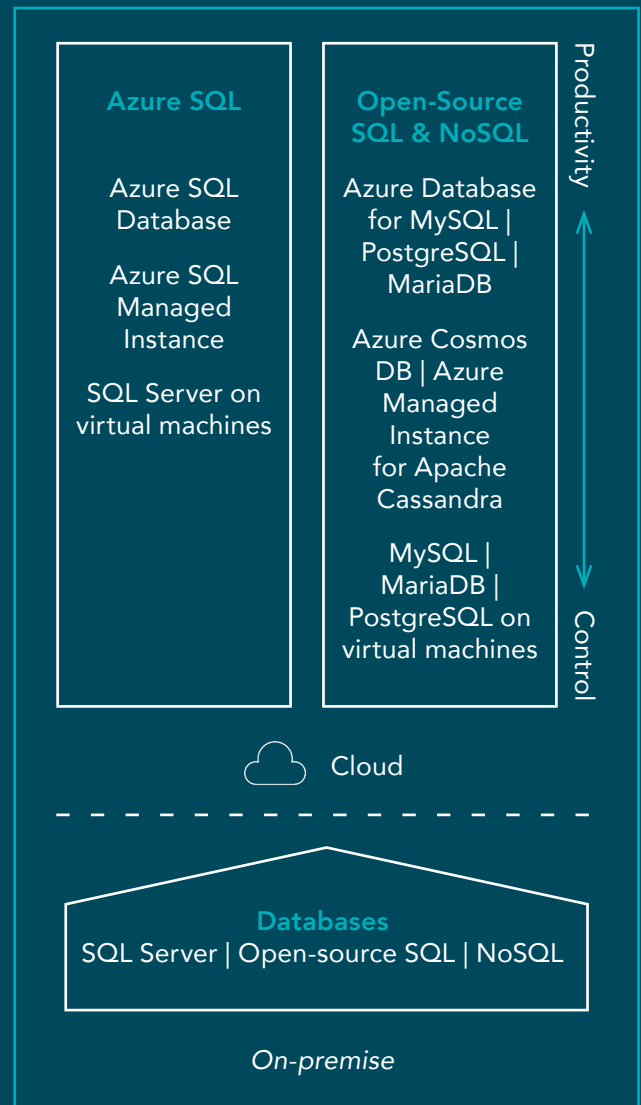 Azure SQL
Azure SQL
Database
Azure SQL
Managed
Instance
SQL Server on
virtual machines
Open-Source
SQL & NoSQL
Azure Database
for MySQL |
PostgreSQL |
MariaDB
Azure Cosmos
DB | Azure
Managed
Instance
for Apache
Cassandra
MySQL |
MariaDB |
PostgreSQL on
virtual machines
Productivity
Control
Cloud
Databases
SQL Server | Open-source SQL | NoSQL
On-premise